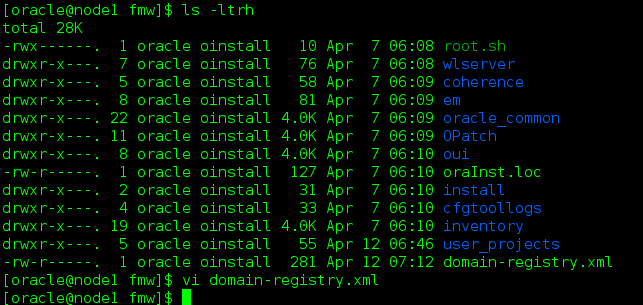 [oracle@node1 fmw]$ ls -ltrh
total 28K
-rwx------.  1 oracle oinstall   10 Apr  7 06:08 root.sh
drwxr-x---.  7 oracle oinstall   76 Apr  7 06:08 wlserver
drwxr-x---.  5 oracle oinstall   58 Apr  7 06:09 coherence
drwxr-x---.  8 oracle oinstall   81 Apr  7 06:09 em
drwxr-x---. 22 oracle oinstall 4.0K Apr  7 06:09 oracle_common
drwxr-x---. 11 oracle oinstall 4.0K Apr  7 06:09 OPatch
drwxr-x---.  8 oracle oinstall 4.0K Apr  7 06:10 oui
-rw-r-----.  1 oracle oinstall  127 Apr  7 06:10 oraInst.loc
drwxr-x---.  2 oracle oinstall   31 Apr  7 06:10 install
drwxr-x---.  4 oracle oinstall   33 Apr  7 06:10 cfgtoollogs
drwxr-x---. 19 oracle oinstall 4.0K Apr  7 06:10 inventory
drwxr-x---.  5 oracle oinstall   55 Apr 12 06:46 user_projects
-rw-r-----.  1 oracle oinstall  281 Apr 12 07:12 domain-registry.xml
[oracle@node1 fmw]$ vi domain-registry.xml
[oracle@node1 fmw]$